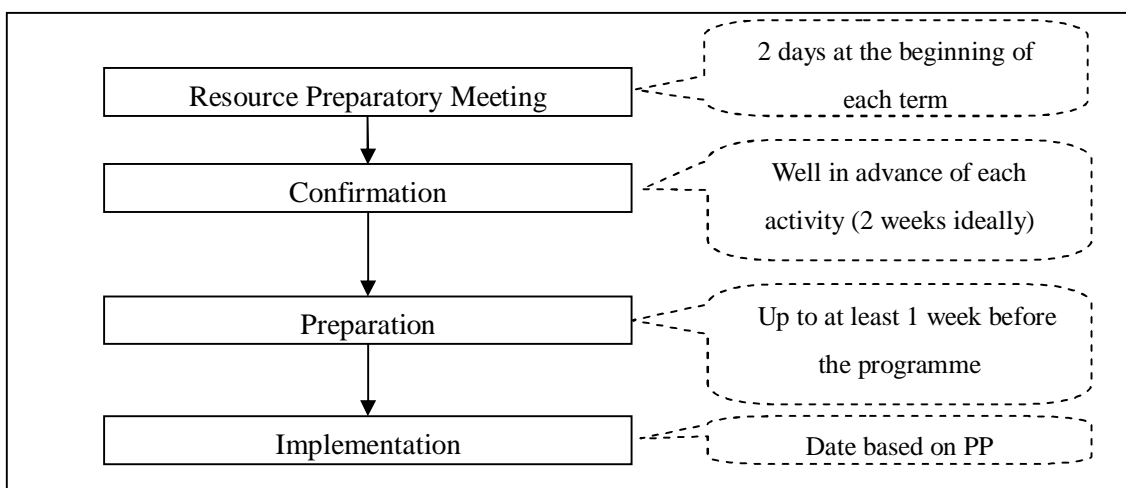 2 days at the beginning of
each term
Resource Preparatory Meeting
Well in advance of each
activity (2 weeks ideally)
Confirmation
Up to at least 1 week before
the programme
Preparation
Implementation
Date based on PP